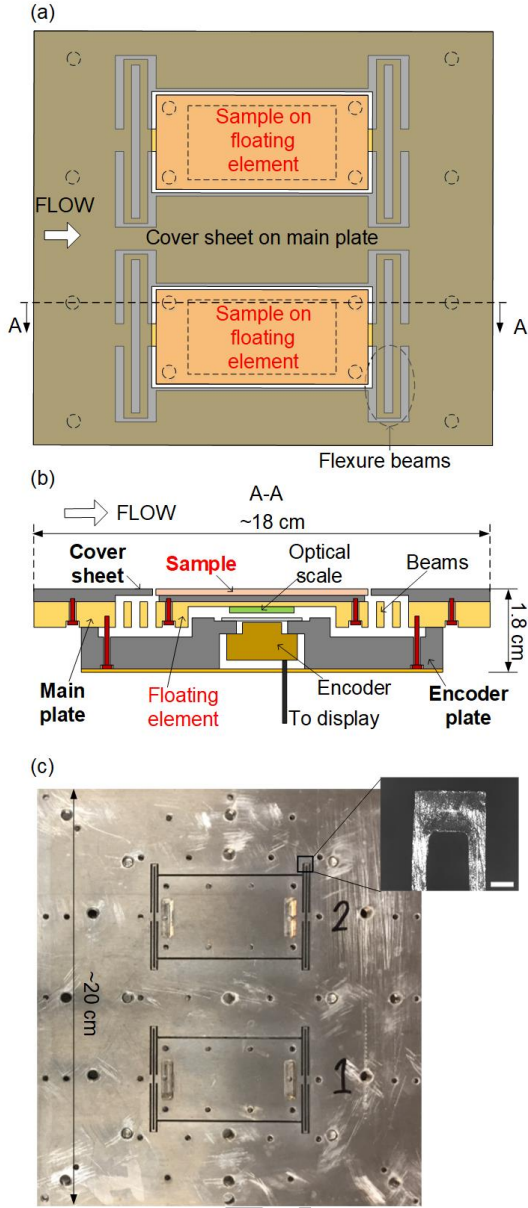 (a)
Sample on
floating
element
FLOW
Cover sheet on main plate
A
A
Sample on
floating
element
Flexure beams
(b)
A-A
FLOW
~18 cm
Cover
sheet
Sample
Optical
scale
Beams
1.8 cm
Main
plate
Floating
element
Encoder
To display
Encoder
plate
(c)
2
~20 cm
1